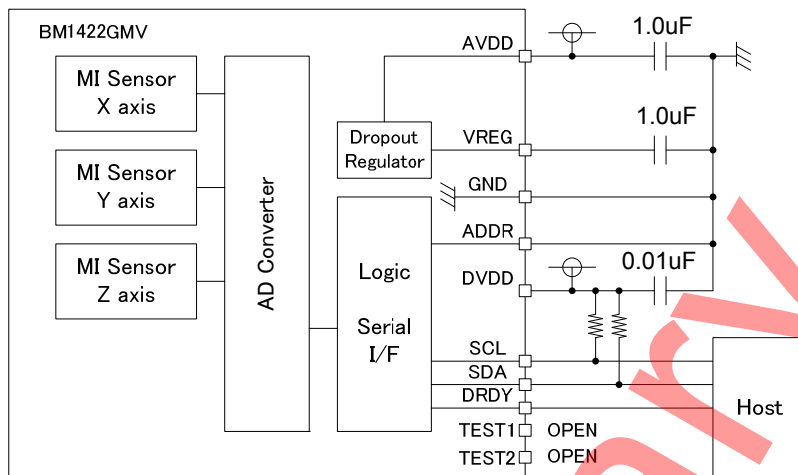 BM1422GMV
MI Sensor
X axis
MI Sensor
Y axis
MI Sensor
Z axis
AD Converter
Dropout
Regulator
Logic
Serial
I/F
AVDD
VREG
GND
ADDR
DVDD
SCL
SDA
DRDY
TEST1
OPEN
TEST2
OPEN
1.0uF
1.0uF
0.01uF
Host